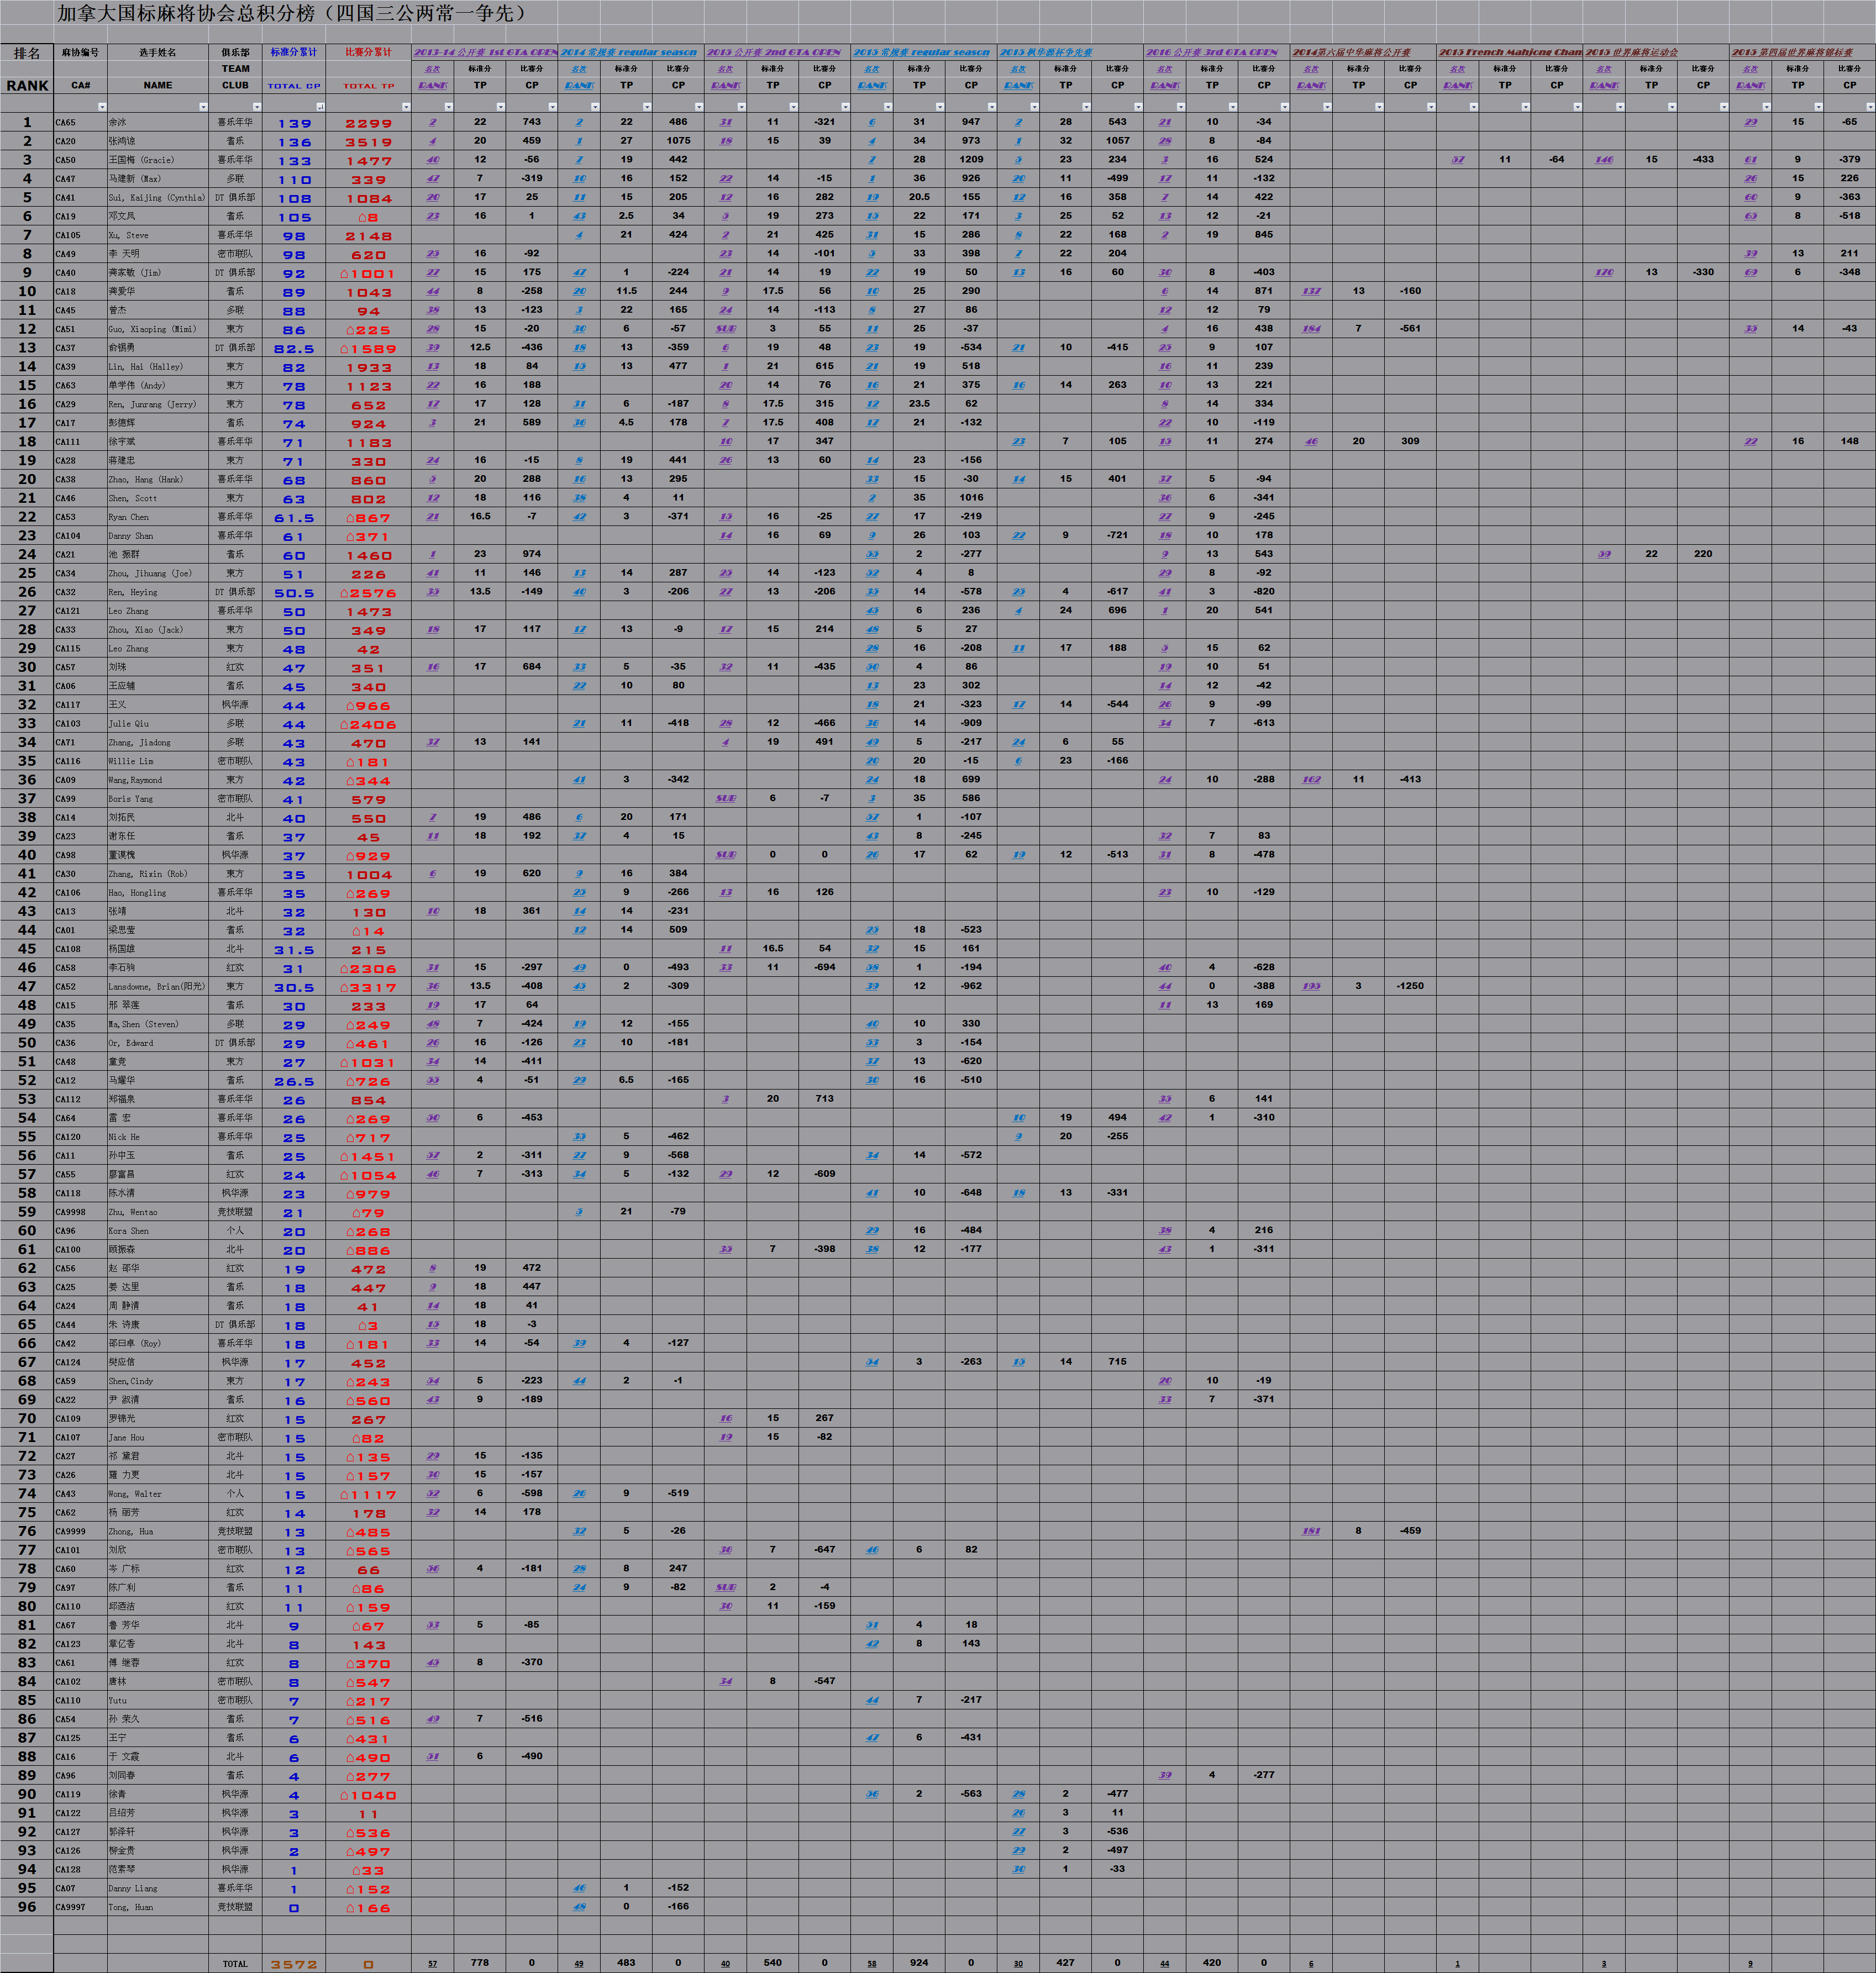 加拿大国标麻将协会总积分榜（四国三公两常一争先）
排名 麻协编号 选手姓名 俱乐部 标准分累计 比赛分累计 2013-14 公开赛 1st GTA OPEN 2014 常规赛 regular season 2015 公开赛 2nd GTA OPEN 2015 常规赛 regular season 2015 枫华源杯争先赛 2016 公开赛 3rd GTA OPEN 2014第六届中华麻将公开赛 2015 French Mahjong Chan 2015 世界麻将运动会 2015 第四届世界麻将锦标赛
TEAM 名次 标准分 比赛分 名次 标准分 比赛分 名次 标准分 比赛分 名次 标准分 比赛分 名次 标准分 比赛分 名次 标准分 比赛分 名次 标准分 比赛分 名次 标准分 比赛分 名次 标准分 比赛分 名次 标准分 比赛分
RANK CA# NAME CLUB TOTAL CP TOTAL TP RANK TP CP RANK TP CP RANK TP CP RANK TP CP RANK TP CP RANK TP CP RANK TP CP RANK TP CP RANK TP CP RANK TP CP
1 CA65 余泳 喜乐年华 139 2299 2 22 743 2 22 486 31 11 -321 6 31 947 2 28 543 21 10 -34 29 15 -65
2 CA20 张鸿谅 耆乐 136 3519 4 20 459 1 27 1075 18 15 39 4 34 973 1 32 1057 28 8 -84
3 CA50 王国梅 (Gracie) 喜乐年华 133 1477 40 12 -56 7 19 442 7 28 1209 5 23 234 3 16 524 57 11 -64 146 15 -433 61 9 -379
4 CA47 马建新 (Max) 多联 110 339 47 7 -319 10 16 152 22 14 -15 1 36 926 20 11 -499 17 11 -132 26 15 226
5 CA41 Sui, Kaijing (Cynthia) DT 俱乐部 108 1084 20 17 25 11 15 205 12 16 282 19 20.5 155 12 16 358 7 14 422 60 9 -363
6 CA19 邓文凤 耆乐 105 ⌂8 23 16 1 43 2.5 34 5 19 273 15 22 171 3 25 52 13 12 -21 65 8 -518
7 CA105 Xu, Steve 喜乐年华 98 2148 4 21 424 2 21 425 31 15 286 8 22 168 2 19 845
8 CA49 李 天明 密市联队 98 620 25 16 -92 23 14 -101 5 33 398 7 22 204 39 13 211
9 CA40 龚家敏 (Jim) DT 俱乐部 92 ⌂1001 27 15 175 47 1 -224 21 14 19 22 19 50 13 16 60 30 8 -403 170 13 -330 69 6 -348
10 CA18 龚爱华 耆乐 89 1043 44 8 -258 20 11.5 244 9 17.5 56 10 25 290 6 14 871 137 13 -160
11 CA45 曾杰 多联 88 94 38 13 -123 3 22 165 24 14 -113 8 27 86 12 12 79
12 CA51 Guo, Xiaoping (Mimi) 東方 86 ⌂225 28 15 -20 30 6 -57 SUB 3 55 11 25 -37 4 16 438 184 7 -561 35 14 -43
13 CA37 俞锡勇 DT 俱乐部 82.5 ⌂1589 39 12.5 -436 18 13 -359 6 19 48 23 19 -534 21 10 -415 25 9 107
14 CA39 Lin, Hai (Halley) 東方 82 1933 13 18 84 15 13 477 1 21 615 21 19 518 16 11 239
15 CA63 单学伟 (Andy) 東方 78 1123 22 16 188 20 14 76 16 21 375 16 14 263 10 13 221
16 CA29 Ren, Junrang (Jerry) 東方 78 652 17 17 128 31 6 -187 8 17.5 315 12 23.5 62 8 14 334
17 CA17 彭德辉 耆乐 74 924 3 21 589 36 4.5 178 7 17.5 408 17 21 -132 22 10 -119
18 CA111 徐宇斌 喜乐年华 71 1183 10 17 347 23 7 105 15 11 274 46 20 309 22 16 148
19 CA28 蒋建忠 東方 71 330 24 16 -15 8 19 441 26 13 60 14 23 -156
20 CA38 Zhao, Hang (Hank) 喜乐年华 68 860 5 20 288 16 13 295 33 15 -30 14 15 401 37 5 -94
21 CA46 Shen, Scott 東方 63 802 12 18 116 38 4 11 2 35 1016 36 6 -341
22 CA53 Ryan Chen 喜乐年华 61.5 ⌂867 21 16.5 -7 42 3 -371 15 16 -25 27 17 -219 27 9 -245
23 CA104 Danny Shan 喜乐年华 61 ⌂371 14 16 69 9 26 103 22 9 -721 18 10 178
24 CA21 池 振群 耆乐 60 1460 1 23 974 55 2 -277 9 13 543 59 22 220
25 CA34 Zhou, Jihuang (Joe) 東方 51 226 41 11 146 13 14 287 25 14 -123 52 4 8 29 8 -92
26 CA32 Ren, Heying DT 俱乐部 50.5 ⌂2576 35 13.5 -149 40 3 -206 27 13 -206 35 14 -578 25 4 -617 41 3 -820
27 CA121 Leo Zhang 喜乐年华 50 1473 45 6 236 4 24 696 1 20 541
28 CA33 Zhou, Xiao (Jack) 東方 50 349 18 17 117 17 13 -9 17 15 214 48 5 27
29 CA115 Leo Zhang 東方 48 42 28 16 -208 11 17 188 5 15 62
30 CA57 刘珠 红欢 47 351 16 17 684 33 5 -35 32 11 -435 50 4 86 19 10 51
31 CA06 王应辅 耆乐 45 340 22 10 80 13 23 302 14 12 -42
32 CA117 王义 枫华源 44 ⌂966 18 21 -323 17 14 -544 26 9 -99
33 CA103 Julie Qiu 多联 44 ⌂2406 21 11 -418 28 12 -466 36 14 -909 34 7 -613
34 CA71 Zhang, Jiadong 多联 43 470 37 13 141 4 19 491 49 5 -217 24 6 55
35 CA116 Willie Lim 密市联队 43 ⌂181 20 20 -15 6 23 -166
36 CA09 Wang,Raymond 東方 42 ⌂344 41 3 -342 24 18 699 24 10 -288 162 11 -413
37 CA99 Boris Yang 密市联队 41 579 SUB 6 -7 3 35 586
38 CA14 刘拓民 北斗 40 550 7 19 486 6 20 171 57 1 -107
39 CA23 谢东任 耆乐 37 45 11 18 192 37 4 15 43 8 -245 32 7 83
40 CA98 董谟槐 枫华源 37 ⌂929 SUB 0 0 26 17 62 19 12 -513 31 8 -478
41 CA30 Zhang, Rixin (Rob) 東方 35 1004 6 19 620 9 16 384
42 CA106 Hao, Hongling 喜乐年华 35 ⌂269 25 9 -266 13 16 126 23 10 -129
43 CA13 张靖 北斗 32 130 10 18 361 14 14 -231
44 CA01 梁思莹 耆乐 32 ⌂14 12 14 509 25 18 -523
45 CA108 杨国雄 北斗 31.5 215 11 16.5 54 32 15 161
46 CA58 李石驹 红欢 31 ⌂2306 31 15 -297 49 0 -493 33 11 -694 58 1 -194 40 4 -628
47 CA52 Lansdowne, Brian(阳光) 東方 30.5 ⌂3317 36 13.5 -408 45 2 -309 39 12 -962 44 0 -388 195 3 -1250
48 CA15 邢 翠莲 耆乐 30 233 19 17 64 11 13 169
49 CA35 Ma,Shen (Steven) 多联 29 ⌂249 48 7 -424 19 12 -155 40 10 330
50 CA36 Or, Edward DT 俱乐部 29 ⌂461 26 16 -126 23 10 -181 53 3 -154
51 CA48 童竞 東方 27 ⌂1031 34 14 -411 37 13 -620
52 CA12 马耀华 耆乐 26.5 ⌂726 55 4 -51 29 6.5 -165 30 16 -510
53 CA112 郑福泉 喜乐年华 26 854 3 20 713 35 6 141
54 CA64 雷 宏 喜乐年华 26 ⌂269 50 6 -453 10 19 494 42 1 -310
55 CA120 Nick He 喜乐年华 25 ⌂717 35 5 -462 9 20 -255
56 CA11 孙中玉 耆乐 25 ⌂1451 57 2 -311 27 9 -568 34 14 -572
57 CA55 廖富昌 红欢 24 ⌂1054 46 7 -313 34 5 -132 29 12 -609
58 CA118 陈水清 枫华源 23 ⌂979 41 10 -648 18 13 -331
59 CA9998 Zhu, Wentao 竞技联盟 21 ⌂79 5 21 -79
60 CA96 Kora Shen 个人 20 ⌂268 29 16 -484 38 4 216
61 CA100 顾振森 北斗 20 ⌂886 35 7 -398 38 12 -177 43 1 -311
62 CA56 赵 邵华 红欢 19 472 8 19 472
63 CA25 姜 达里 耆乐 18 447 9 18 447
64 CA24 周 静清 耆乐 18 41 14 18 41
65 CA44 朱 诗康 DT 俱乐部 18 ⌂3 15 18 -3
66 CA42 邵曰卓 (Roy) 喜乐年华 18 ⌂181 33 14 -54 39 4 -127
67 CA124 樊应信 枫华源 17 452 54 3 -263 15 14 715
68 CA59 Shen,Cindy 東方 17 ⌂243 54 5 -223 44 2 -1 20 10 -19
69 CA22 尹 淑清 耆乐 16 ⌂560 43 9 -189 33 7 -371
70 CA109 罗锦光 红欢 15 267 16 15 267
71 CA107 Jane Hou 密市联队 15 ⌂82 19 15 -82
72 CA27 祁 黛君 北斗 15 ⌂135 29 15 -135
73 CA26 羅 力更 北斗 15 ⌂157 30 15 -157
74 CA43 Wong, Walter 个人 15 ⌂1117 52 6 -598 26 9 -519
75 CA62 杨 丽芳 红欢 14 178 32 14 178
76 CA9999 Zhong, Hua 竞技联盟 13 ⌂485 32 5 -26 181 8 -459
77 CA101 刘欣 密市联队 13 ⌂565 36 7 -647 46 6 82
78 CA60 岑 广标 红欢 12 66 56 4 -181 28 8 247
79 CA97 陈广利 耆乐 11 ⌂86 24 9 -82 SUB 2 -4
80 CA110 邱洒洁 红欢 11 ⌂159 30 11 -159
81 CA67 鲁 芳华 北斗 9 ⌂67 53 5 -85 51 4 18
82 CA123 章亿香 北斗 8 143 42 8 143
83 CA61 傅 继蓉 红欢 8 ⌂370 45 8 -370
84 CA102 唐林 密市联队 8 ⌂547 34 8 -547
85 CA110 Yutu 密市联队 7 ⌂217 44 7 -217
86 CA54 孙 荣久 耆乐 7 ⌂516 49 7 -516
87 CA125 王宁 耆乐 6 ⌂431 47 6 -431
88 CA16 于 文霞 北斗 6 ⌂490 51 6 -490
89 CA96 刘同春 耆乐 4 ⌂277 39 4 -277
90 CA119 徐青 枫华源 4 ⌂1040 56 2 -563 28 2 -477
91 CA122 吕绍芳 枫华源 3 11 26 3 11
92 CA127 郭泽轩 枫华源 3 ⌂536 27 3 -536
93 CA126 柳金贵 枫华源 2 ⌂497 29 2 -497
94 CA128 范素琴 枫华源 1 ⌂33 30 1 -33
95 CA07 Danny Liang 喜乐年华 1 ⌂152 46 1 -152
96 CA9997 Tong, Huan 竞技联盟 0 ⌂166 48 0 -166
TOTAL 3572 0 57 778 0 49 483 0 40 540 0 58 924 0 30 427 0 44 420 0 6 1 3 9